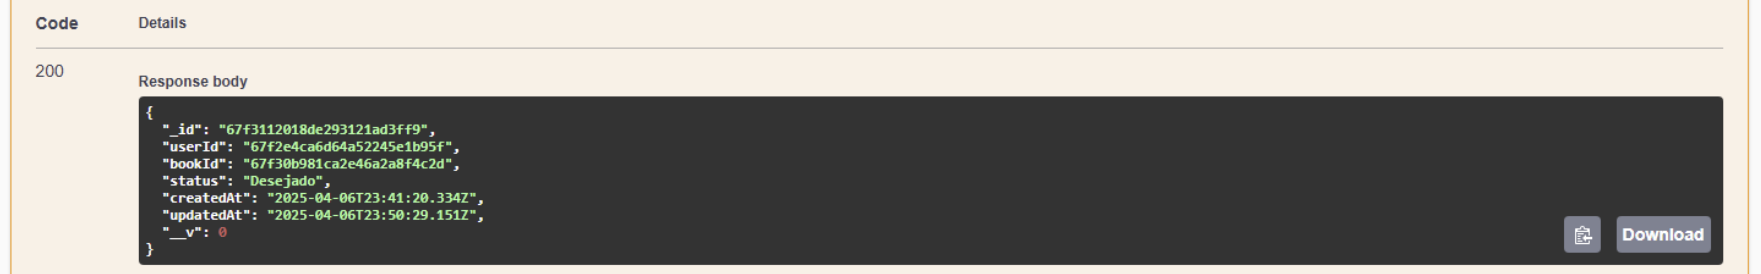 Code Details
200
Response body
{
  "_id": "67f3112018de293121ad3ff9",
  "userId": "67f2e4ca6d64a52245e1b95f",
  "bookId": "67f30b981ca2e46a2a8f4c2d",
  "status": "Desejado",
  "createdAt": "2025-04-06T23:41:20.334Z",
  "updatedAt": "2025-04-06T23:50:29.151Z",
  "__v": 0
}
Download